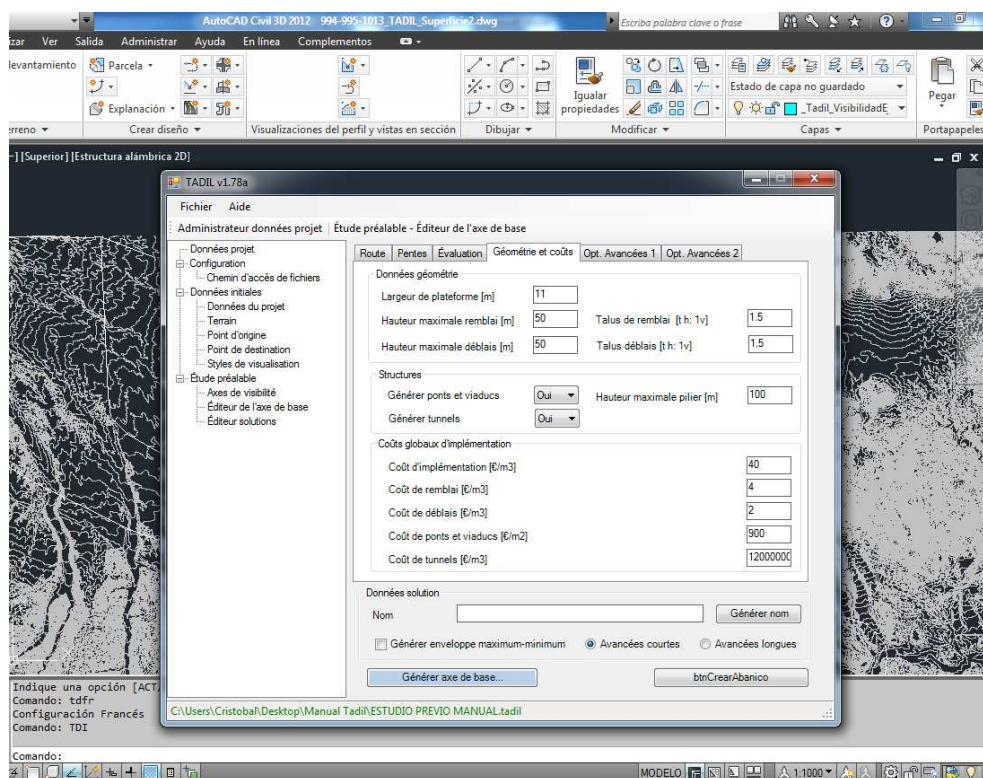 AutoCAD Civil 3D 2012 994-995-1013_TADIL_Superficie2.dwg
Escriba palabra clave o frase
izar Ver Salida Administrar Ayuda En línea Complementos
levantamiento
Parcela
Explanación
Igualar propiedades
Estado de capa no guardado
_Tadil_VisibilidadE
Pegar
erreno
Crear diseño
Visualizaciones del perfil y vistas en sección
Dibujar
Modificar
Capas
Portapapeles
-] [Superior] [Estructura alámbrica 2D]
TADIL v1.78a
Fichier Aide
Administrateur données projet Étude préalable - Éditeur de l'axe de base
Données projet
Configuration
Chemin d'accès de fichiers
Données initiales
Données du projet
Terrain
Point d'origine
Point de destination
Styles de visualisation
Étude préalable
Axes de visibilité
Éditeur de l'axe de base
Éditeur solutions
Route Pentes Évaluation Géométrie et coûts Opt. Avancées 1 Opt. Avancées 2
Données géométrie
Largeur de plateforme [m] 11
Hauteur maximale remblai [m] 50 Talus de remblai [t h: 1v] 1.5
Hauteur maximale déblais [m] 50 Talus déblais [t h: 1v] 1.5
Structures
Générer ponts et viaducs Oui Hauteur maximale pilier [m] 100
Générer tunnels Oui
Coûts globaux d'implémentation
Coût d'implémentation [€/m3] 40
Coût de remblai [€/m3] 4
Coût de déblais [€/m3] 2
Coût de ponts et viaducs [€/m2] 900
Coût de tunnels [€/m3] 12000000
Données solution
Nom Générer nom
Générer enveloppe maximum-minimum Avancées courtes Avancées longues
Générer axe de base... btnCrearAbanico
C:\Users\Cristobal\Desktop\Manual Tadil\ESTUDIO PREVIO MANUAL.tadil
Indique una opción [ACT
Comando: tdfr
Configuración Francés
Comando: TDI
Comando:
MODELO 1:1000